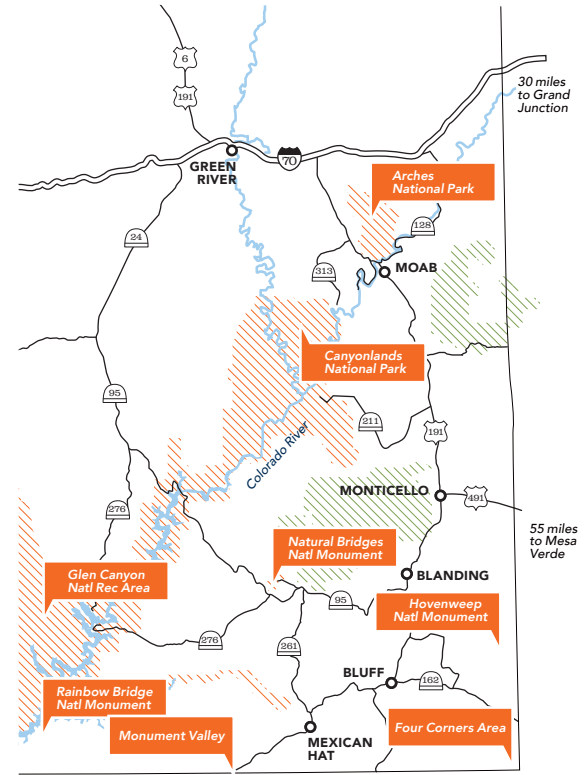 6
191
30 miles
to Grand
Junction
70
GREEN
RIVER
Arches
National Park
24
128
MOAB
313
Canyonlands
National Park
95
211
191
Colorado River
MONTICELLO
491
276
55 miles
to Mesa
Verde
Natural Bridges
Natl Monument
Glen Canyon
Natl Rec Area
BLANDING
95
Hovenweep
Natl Monument
276
261
BLUFF
162
Rainbow Bridge
Natl Monument
Monument Valley
MEXICAN
HAT
Four Corners Area